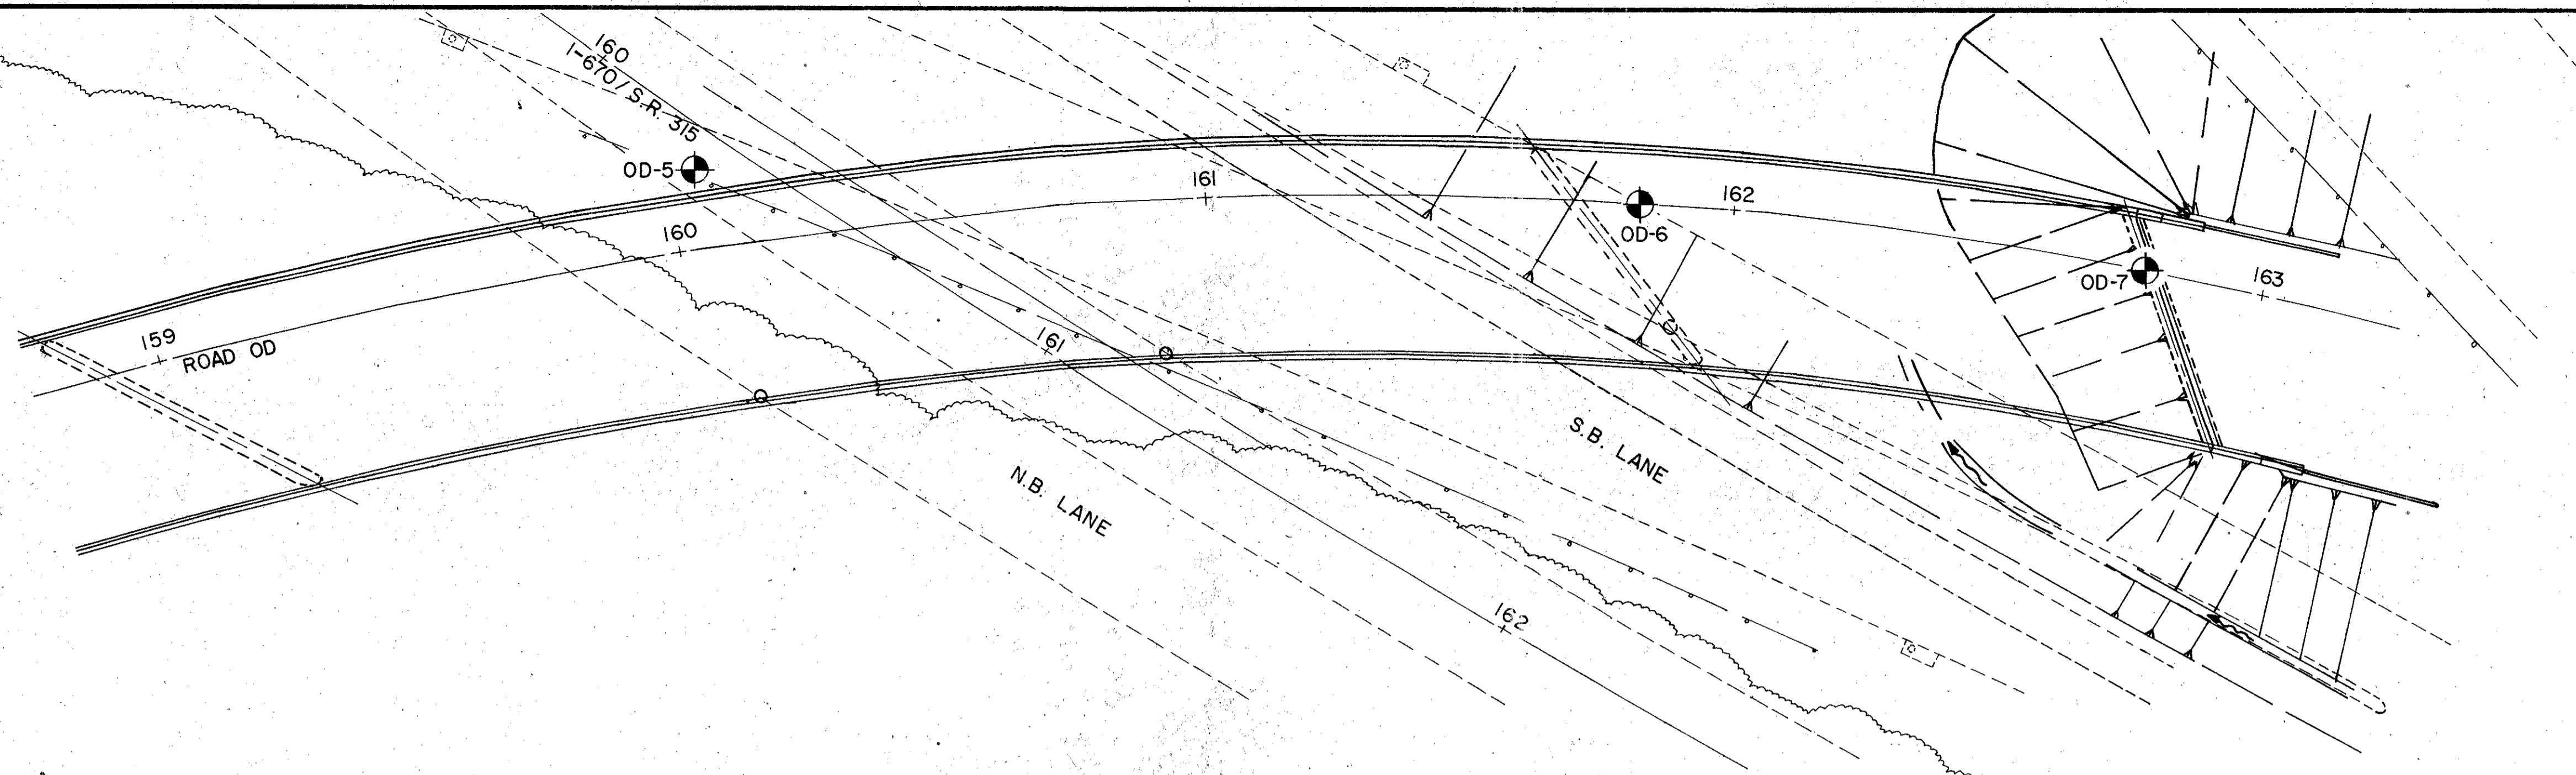 160
I-670/S.R. 315
OD-5
161
162
160
OD-6
163
OD-7
159
ROAD OD
161
S.B. LANE
N.B. LANE
162